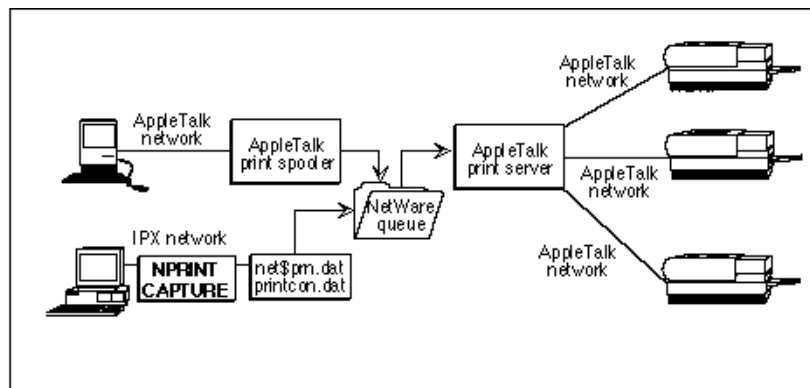 AppleTalk
network
AppleTalk
network
AppleTalk
print spooler
AppleTalk
print server
AppleTalk
network
NetWare
queue
IPX network
NPRINT
CAPTURE
net$prn.dat
printcon.dat
AppleTalk
network